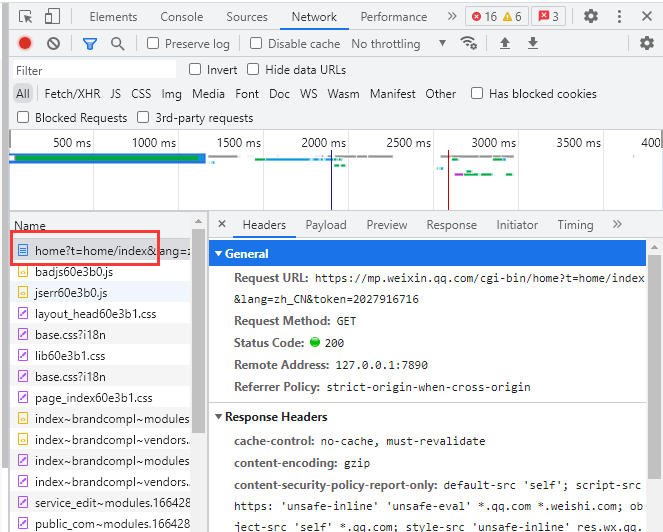 Elements Console Sources Network Performance » 16 6 3
Preserve log Disable cache No throttling
Filter Invert Hide data URLs
All Fetch/XHR JS CSS Img Media Font Doc WS Wasm Manifest Other Has blocked cookies
Blocked Requests 3rd-party requests
500 ms 1000 ms 1500 ms 2000 ms 2500 ms 3000 ms 3500 ms 400
Name
home?t=home/index&lang=z
badjs60e3b0.js
jserr60e3b0.js
layout_head60e3b1.css
base.css?i18n
lib60e3b1.css
base.css?i18n
page_index60e3b1.css
index~brandcompl~modules
index~brandcompl~vendors.
index~brandcompl~modules
index~brandcompl~vendors.
service_edit~modules.166428
public_com~modules.16642
× Headers Payload Preview Response Initiator Timing »
General
Request URL: https://mp.weixin.qq.com/cgi-bin/home?t=home/index
&lang=zh_CN&token=2027916716
Request Method: GET
Status Code: 200
Remote Address: 127.0.0.1:7890
Referrer Policy: strict-origin-when-cross-origin
Response Headers
cache-control: no-cache, must-revalidate
content-encoding: gzip
content-security-policy-report-only: default-src 'self'; script-src
https: 'unsafe-inline' 'unsafe-eval' *.qq.com *.weishi.com; ob
ject-src 'self' *.qq.com; style-src 'unsafe-inline' res.wx.qq.